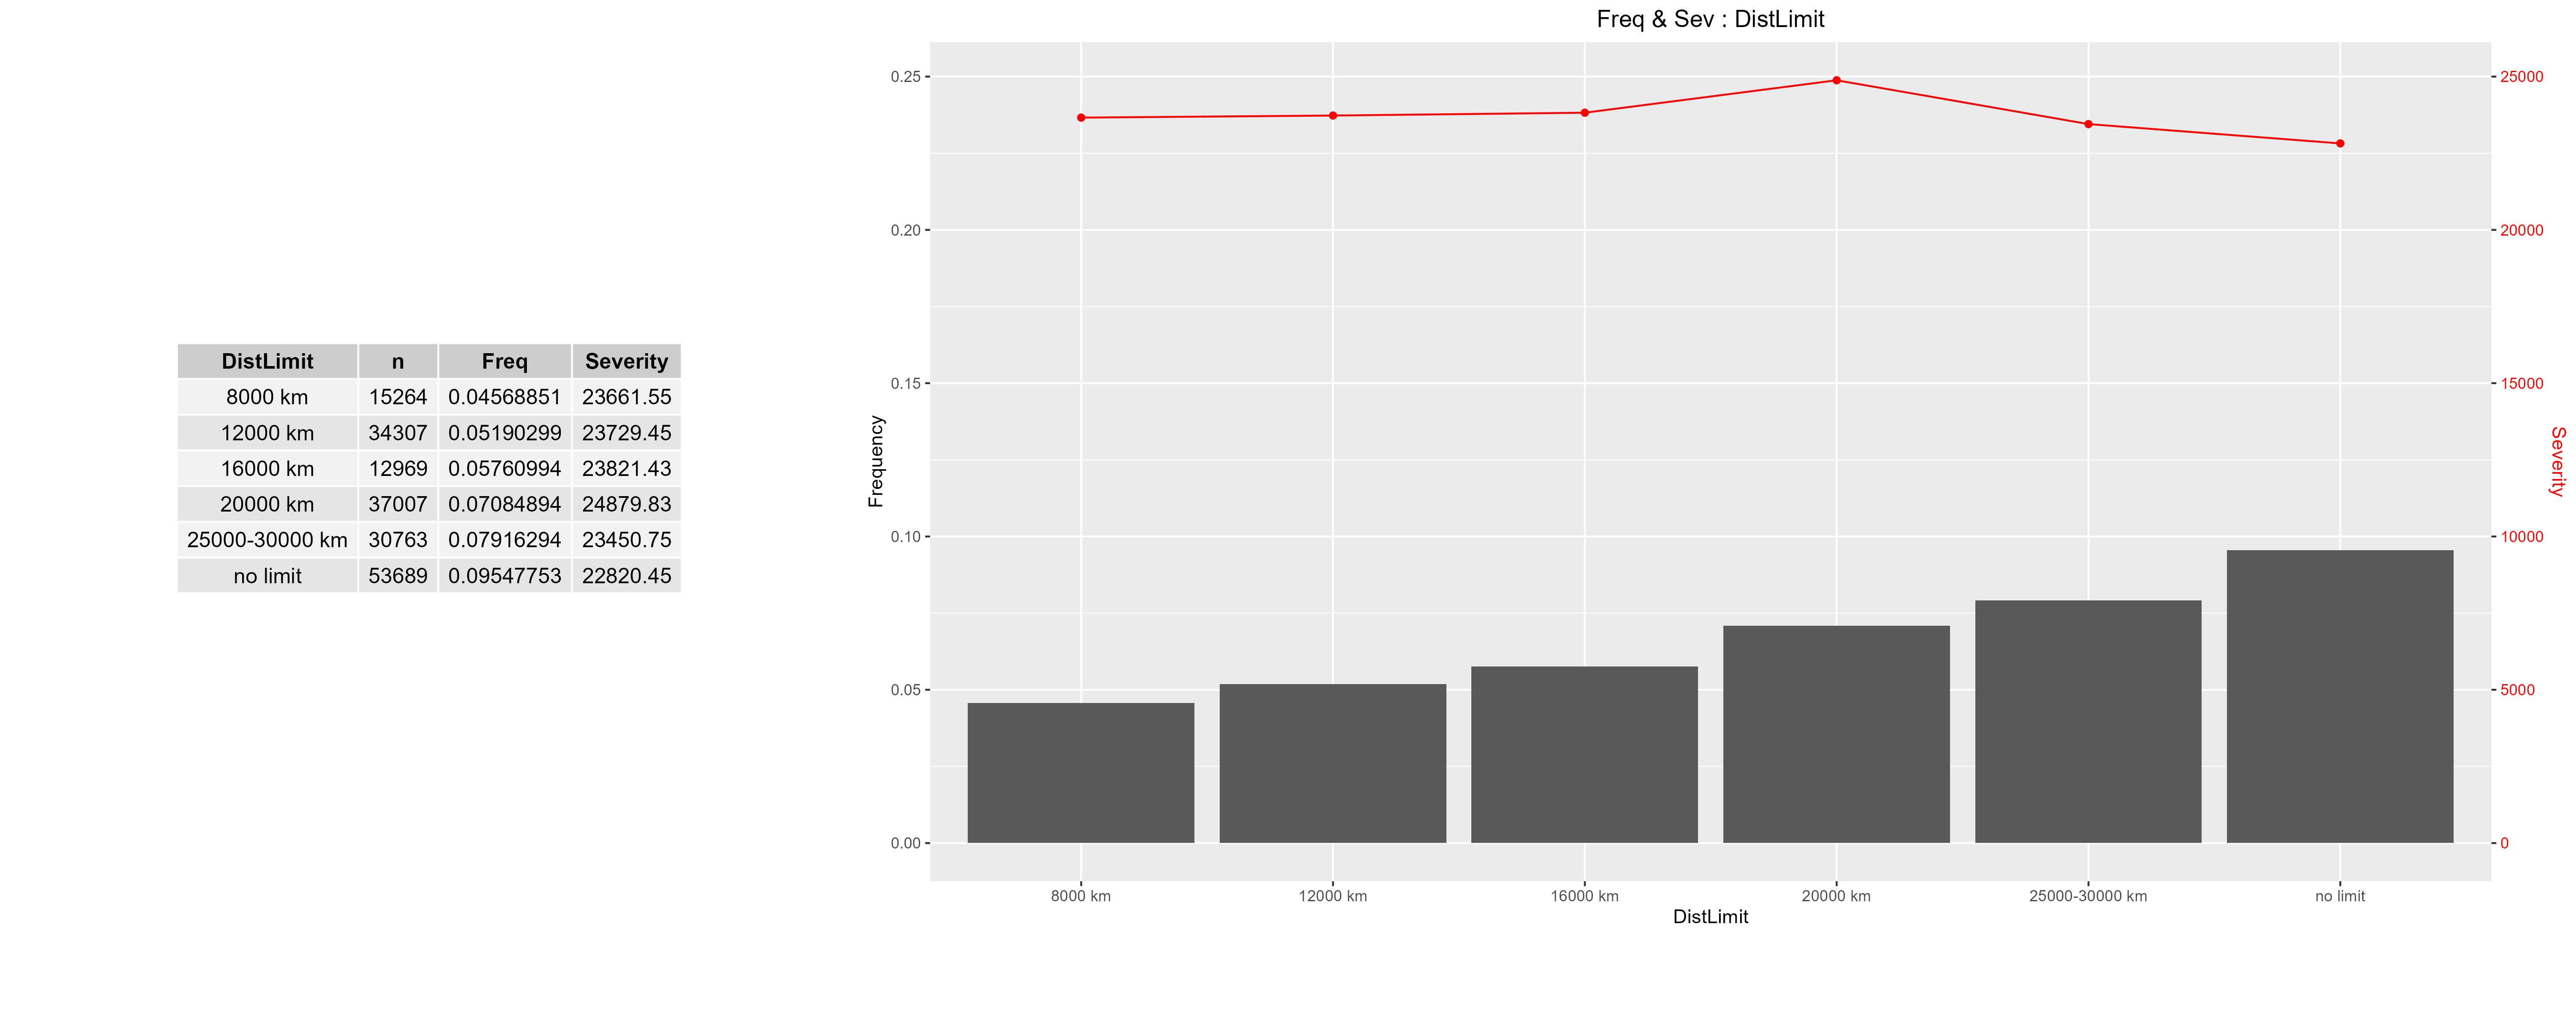 DistLimit n Freq Severity
8000 km 15264 0.04568851 23661.55
12000 km 34307 0.05190299 23729.45
16000 km 12969 0.05760994 23821.43
20000 km 37007 0.07084894 24879.83
25000-30000 km 30763 0.07916294 23450.75
no limit 53689 0.09547753 22820.45
Freq & Sev : DistLimit
Frequency
0.25
0.20
0.15
0.10
0.05
0.00
25000
20000
15000
10000
5000
0
Severity
8000 km 12000 km 16000 km 20000 km 25000-30000 km no limit
DistLimit